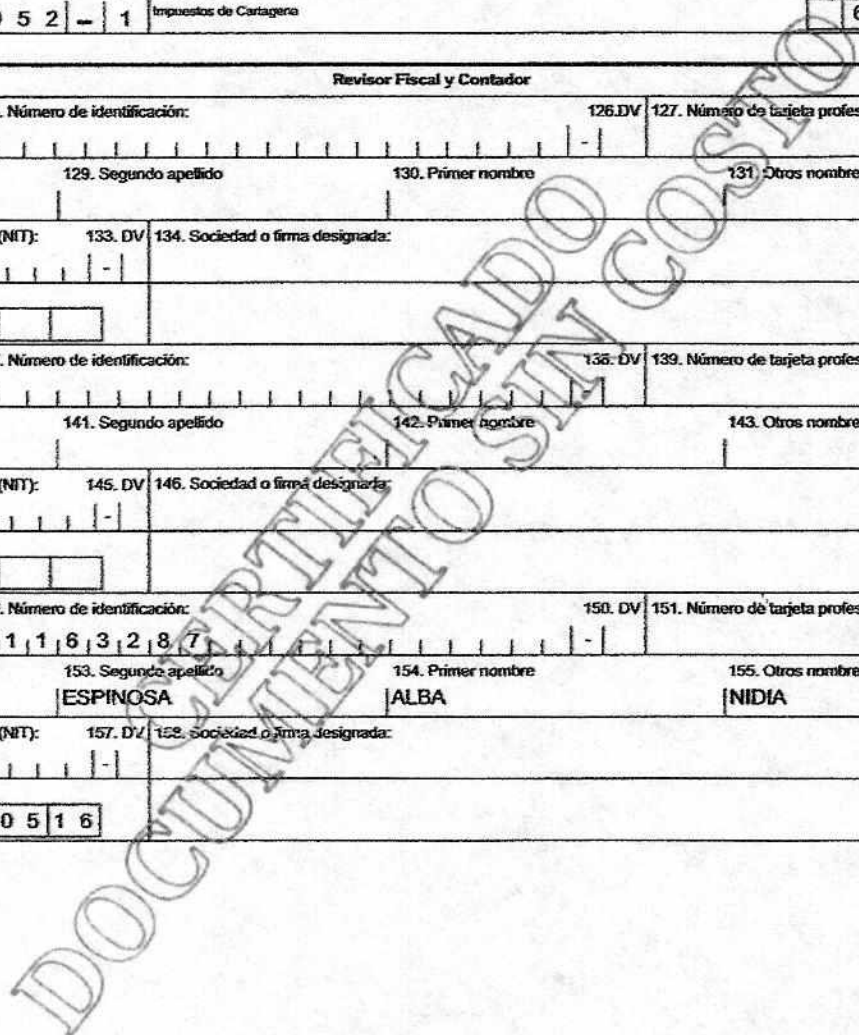 5 2 - 1 Impuestos de Cartagena 6
Revisor Fiscal y Contador
. Número de identificación: 126.DV 127. Número de tarjeta profes
-
129. Segundo apellido 130. Primer nombre 131. Otros nombre
(NIT): 133. DV 134. Sociedad o firma designada:
-
. Número de identificación: 138. DV 139. Número de tarjeta profes
-
141. Segundo apellido 142. Primer nombre 143. Otros nombre
(NIT): 145. DV 146. Sociedad o firma designada:
-
. Número de identificación: 150. DV 151. Número de tarjeta profes
1 1 6 3 2 8 7 -
153. Segundo apellido 154. Primer nombre 155. Otros nombre
ESPINOSA ALBA NIDIA
(NIT): 157. DV 158. Sociedad o firma designada:
-
0 5 1 6
CERTIFICADO
DOCUMENTO SIN COSTO